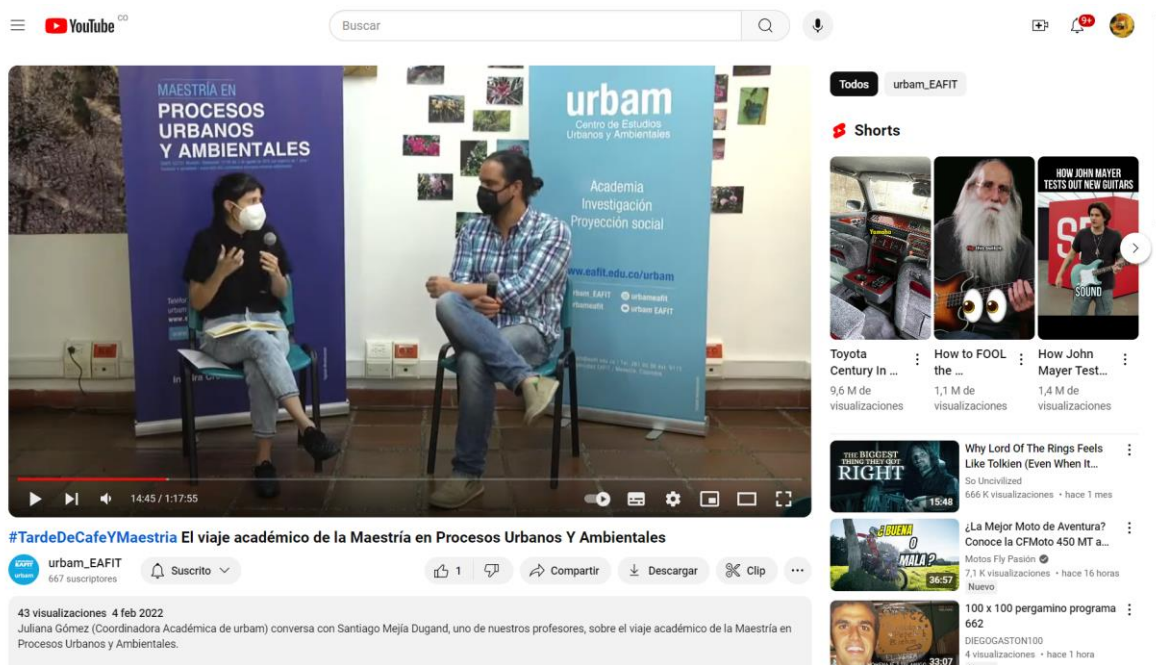 YouTube CO
Buscar
9+
MAESTRÍA EN
PROCESOS
URBANOS
Y AMBIENTALES
urbam
Centro de Estudios
Urbanos y Ambientales
Academia
Investigación
Proyección social
www.eafit.edu.co/urbam
urbam_EAFIT
urbameafit
urbam EAFIT
14:45 / 1:17:55
#TardeDeCafeYMaestria El viaje académico de la Maestría en Procesos Urbanos Y Ambientales
EAFIT
urbam
urbam_EAFIT
667 suscriptores
Suscrito
1
Compartir
Descargar
Clip
43 visualizaciones 4 feb 2022
Juliana Gómez (Coordinadora Académica de urbam) conversa con Santiago Mejía Dugand, uno de nuestros profesores, sobre el viaje académico de la Maestría en
Procesos Urbanos y Ambientales.
Todos
urbam_EAFIT
Shorts
Yamaha
HOW JOHN MAYER
TESTS OUT NEW GUITARS
SOUND
Toyota
Century In ...
9,6 M de
visualizaciones
How to FOOL
the ...
1,1 M de
visualizaciones
How John
Mayer Test...
1,4 M de
visualizaciones
THE BIGGEST
THING THEY GOT
RIGHT
15:48
Why Lord Of The Rings Feels
Like Tolkien (Even When It...
So Uncivilized
666 K visualizaciones • hace 1 mes
¿BUENA
O
MALA?
36:57
¿La Mejor Moto de Aventura?
Conoce la CFMoto 450 MT a...
Motos Fly Pasión
7,1 K visualizaciones • hace 16 horas
Nuevo
33:07
100 x 100 pergamino programa
662
DIEGOGASTON100
4 visualizaciones • hace 1 hora